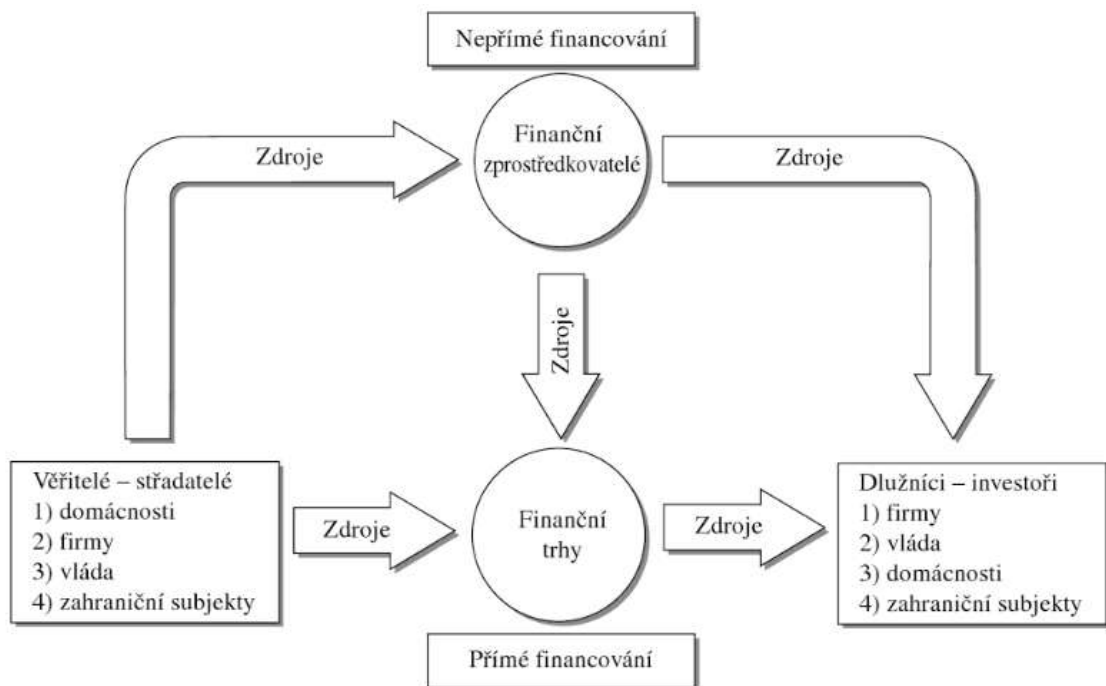 Nepřímé financování
Finanční
zprostředkovatelé
Zdroje
Zdroje
Zdroje
Věřitelé – střadatelé
1) domácnosti
2) firmy
3) vláda
4) zahraniční subjekty
Zdroje
Finanční
trhy
Zdroje
Dlužníci – investoři
1) firmy
2) vláda
3) domácnosti
4) zahraniční subjekty
Přímé financování